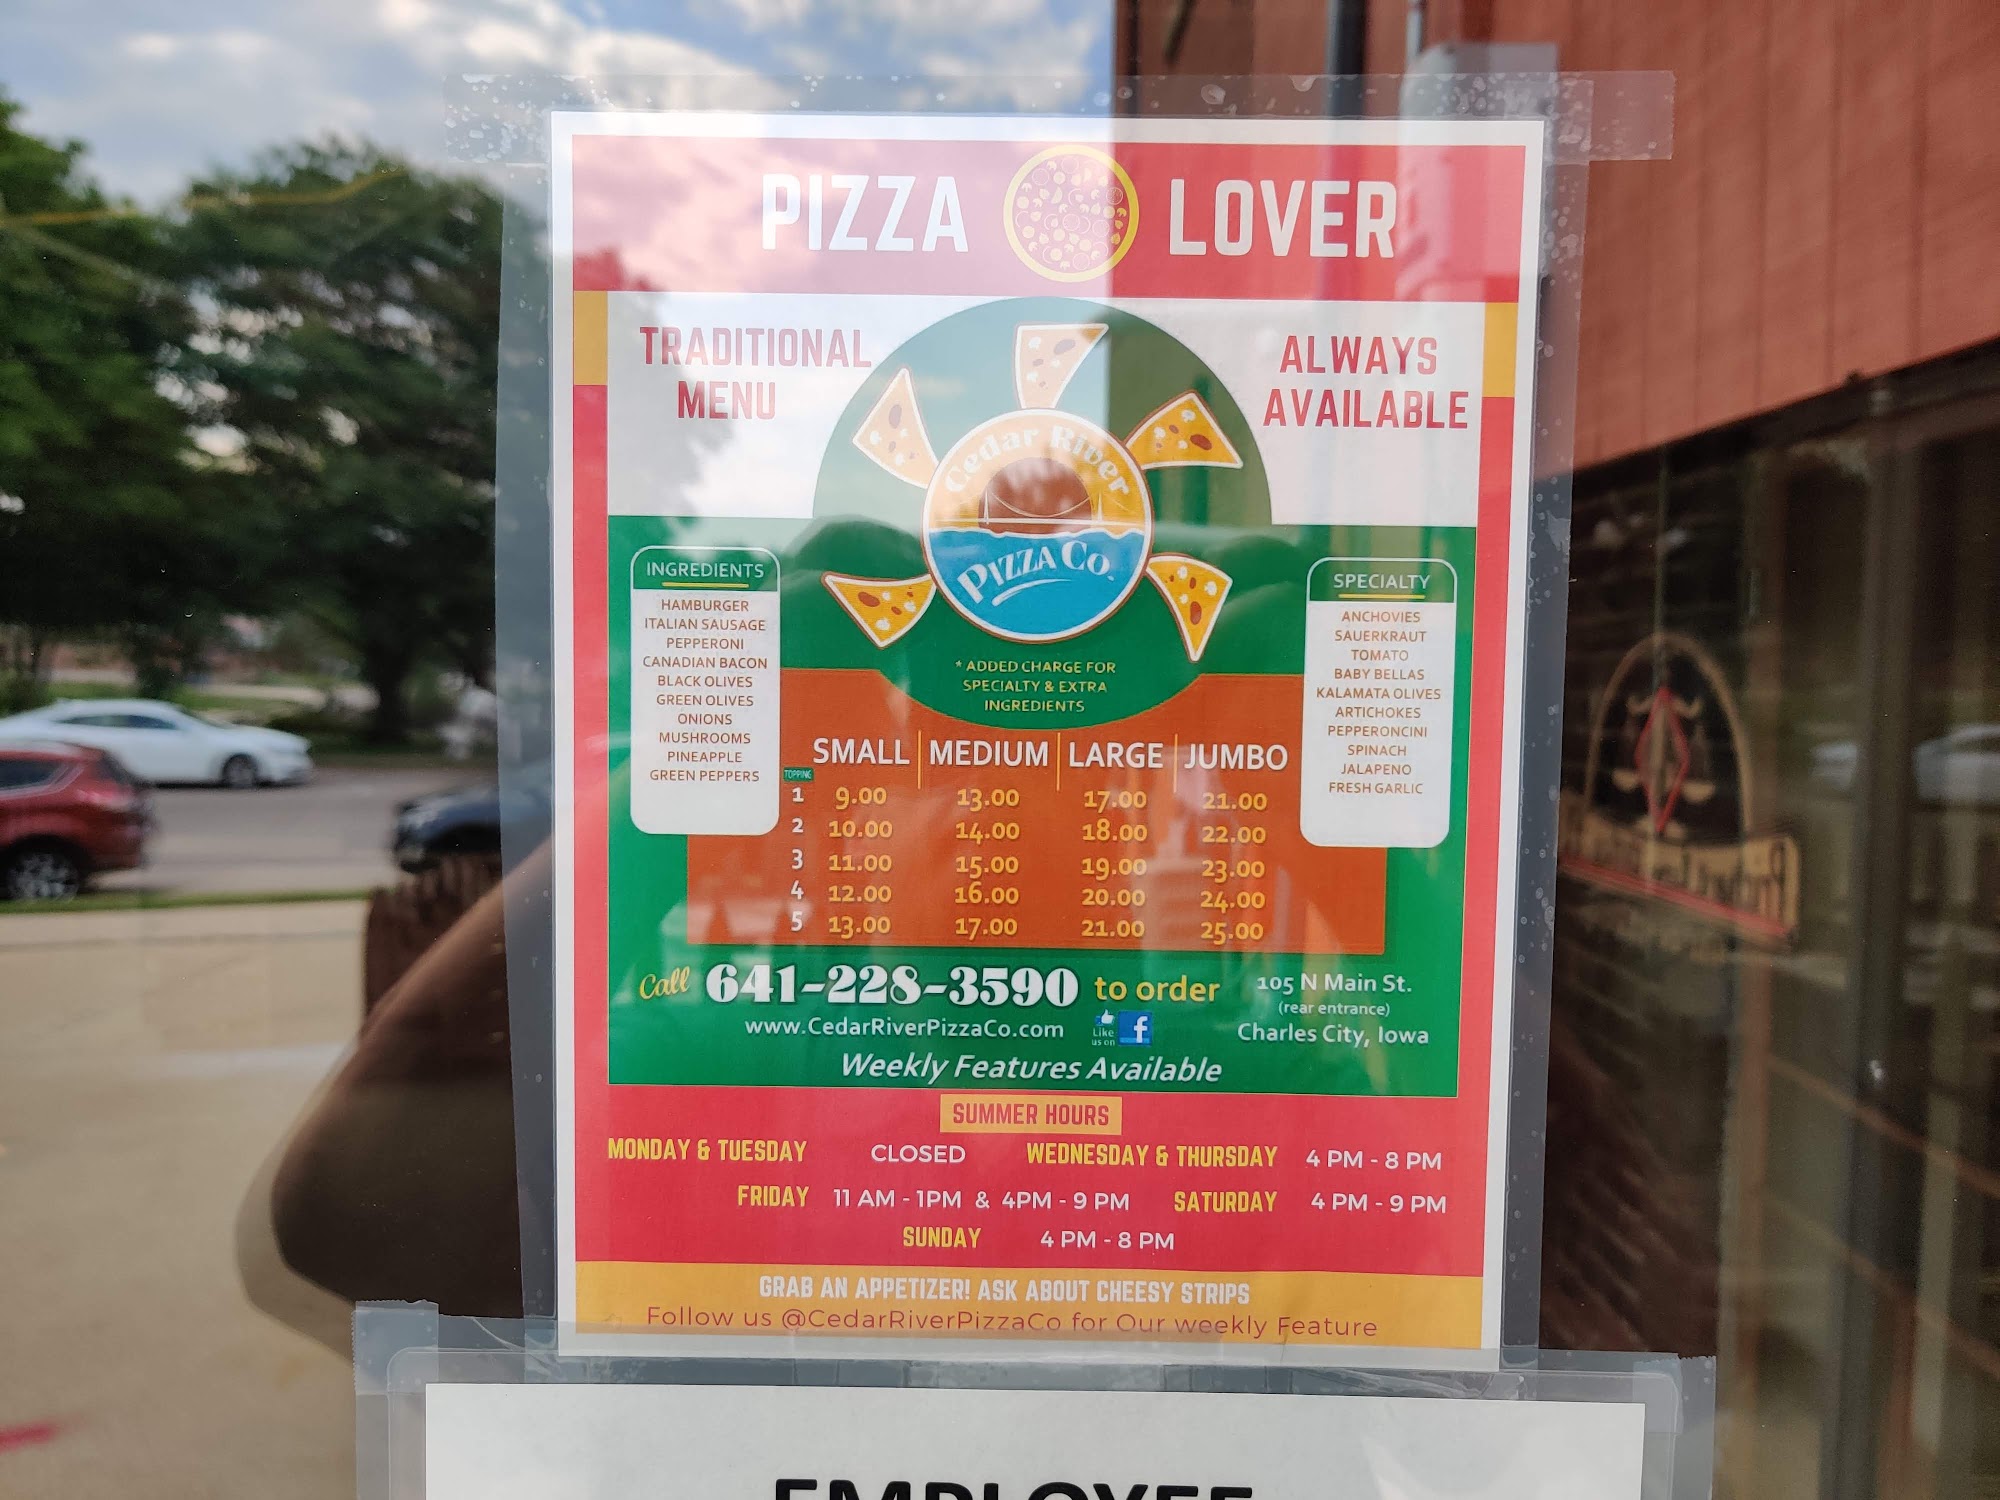 PIZZA LOVER
TRADITIONAL
MENU
ALWAYS
AVAILABLE
Cedar River
PIZZA CO.
INGREDIENTS
HAMBURGER
ITALIAN SAUSAGE
PEPPERONI
CANADIAN BACON
BLACK OLIVES
GREEN OLIVES
ONIONS
MUSHROOMS
PINEAPPLE
GREEN PEPPERS
SPECIALTY
ANCHOVIES
SAUERKRAUT
TOMATO
BABY BELLAS
KALAMATA OLIVES
ARTICHOKES
PEPPERONCINI
SPINACH
JALAPENO
FRESH GARLIC
* ADDED CHARGE FOR
SPECIALTY & EXTRA
INGREDIENTS
SMALL MEDIUM LARGE JUMBO
TOPPING
1 9.00 13.00 17.00 21.00
2 10.00 14.00 18.00 22.00
3 11.00 15.00 19.00 23.00
4 12.00 16.00 20.00 24.00
5 13.00 17.00 21.00 25.00
Call 641-228-3590 to order
www.CedarRiverPizzaCo.com
Like
us on f
105 N Main St.
(rear entrance)
Charles City, Iowa
Weekly Features Available
SUMMER HOURS
MONDAY & TUESDAY CLOSED WEDNESDAY & THURSDAY 4 PM - 8 PM
FRIDAY 11 AM - 1PM & 4PM - 9 PM SATURDAY 4 PM - 9 PM
SUNDAY 4 PM - 8 PM
GRAB AN APPETIZER! ASK ABOUT CHEESY STRIPS
Follow us @CedarRiverPizzaCo for Our weekly Feature
EMPLOYEE